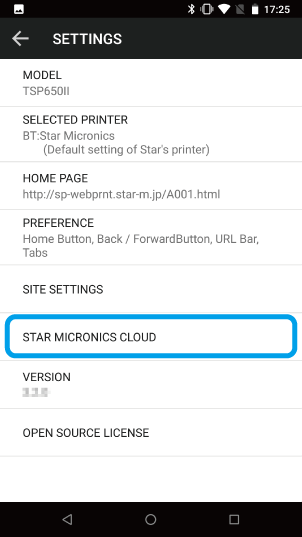 17:25
SETTINGS
MODEL
TSP650II
SELECTED PRINTER
BT:Star Micronics
(Default setting of Star's printer)
HOME PAGE
http://sp-webprnt.star-m.jp/A001.html
PREFERENCE
Home Button, Back / ForwardButton, URL Bar,
Tabs
SITE SETTINGS
STAR MICRONICS CLOUD
VERSION
OPEN SOURCE LICENSE